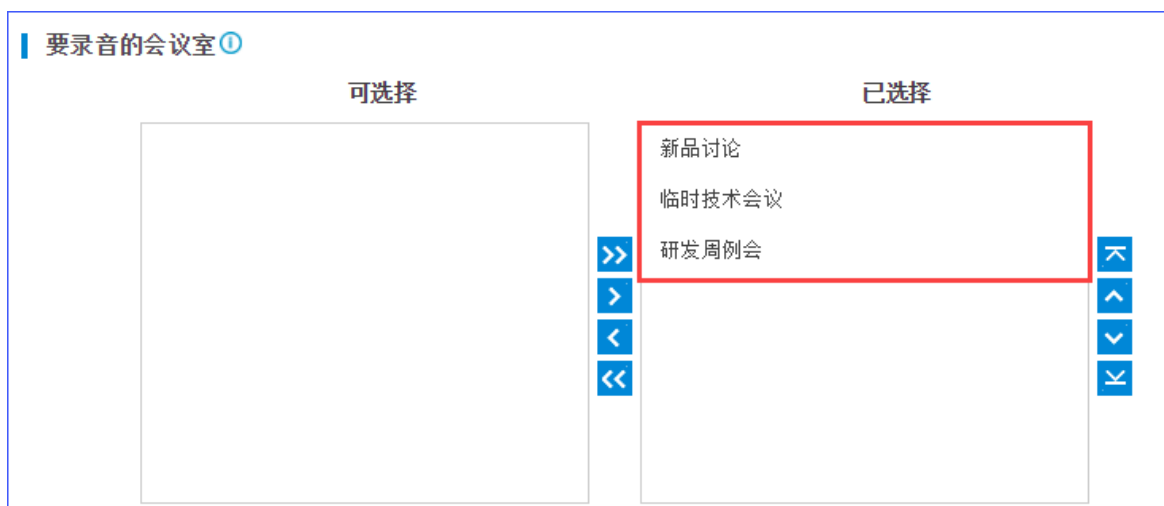 要录音的会议室
可选择
已选择
新品讨论
临时技术会议
研发周例会